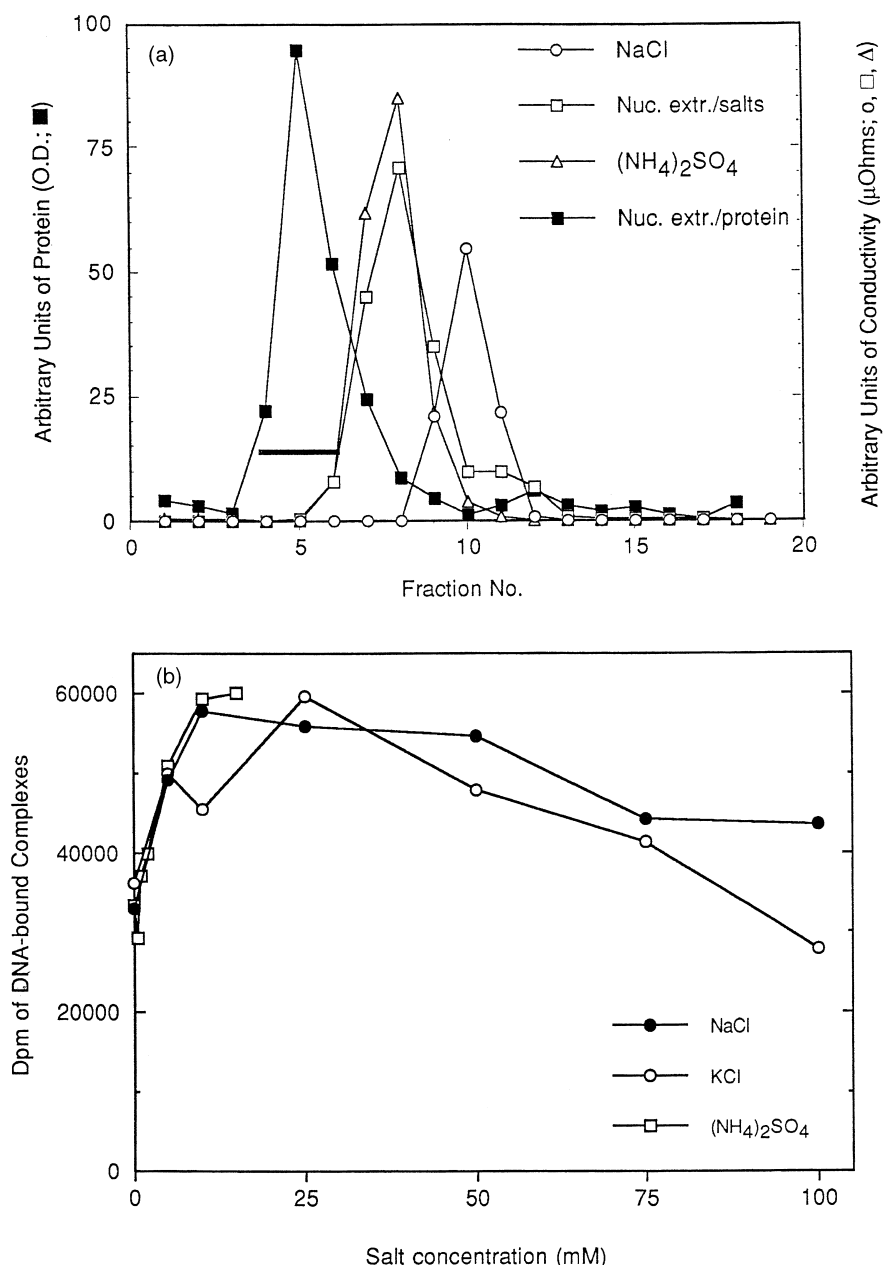 (a)
100
75
50
25
0
0
5
10
15
20
Arbitrary Units of Protein (O.D.; ■)
Arbitrary Units of Conductivity (µOhms; o, □, Δ)
NaCl
Nuc. extr./salts
(NH4)2SO4
Nuc. extr./protein
Fraction No.
(b)
60000
40000
20000
0
0
25
50
75
100
Dpm of DNA-bound Complexes
NaCl
KCl
(NH4)2SO4
Salt concentration (mM)